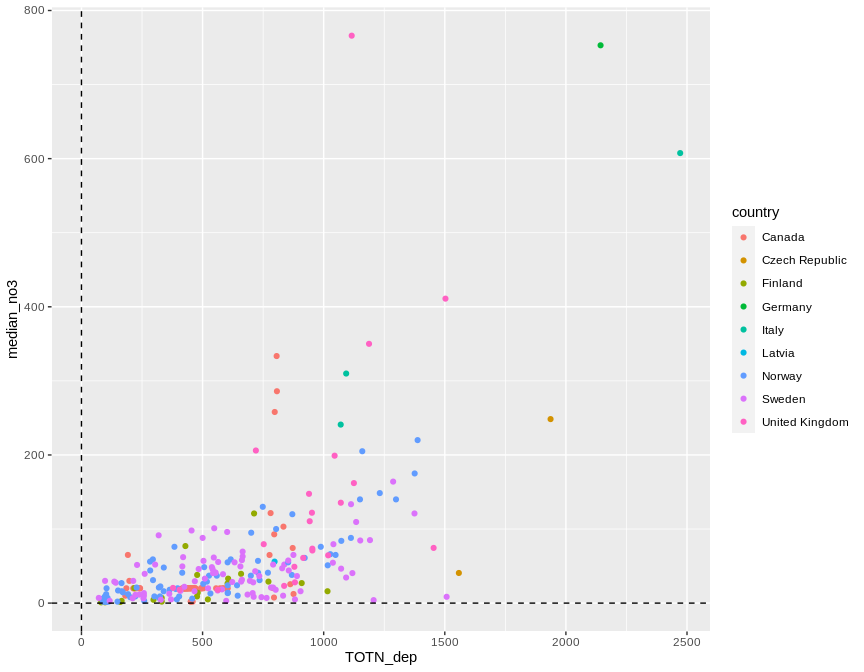 800
600
400
200
0
median_no3
0
500
1000
1500
2000
2500
TOTN_dep
country
Canada
Czech Republic
Finland
Germany
Italy
Latvia
Norway
Sweden
United Kingdom